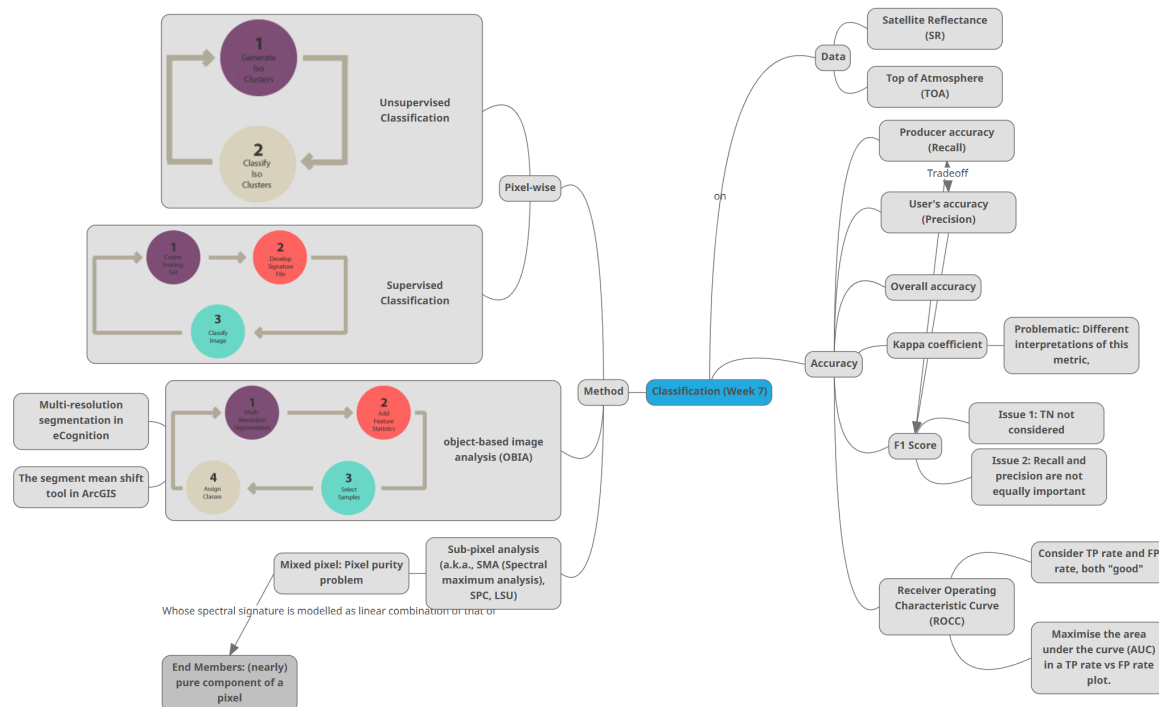 1
Generate
Iso
Clusters
2
Classify
Iso
Clusters
Unsupervised
Classification
Pixel-wise
1
Create
Training
Set
2
Develop
Signature
File
3
Classify
Image
Supervised
Classification
Multi-resolution
segmentation in
eCognition
The segment mean shift
tool in ArcGIS
1
Multi-
Resolution
Segmentation
2
Add
Feature
Statistics
4
Assign
Classes
3
Select
Samples
object-based image
analysis (OBIA)
Sub-pixel analysis
(a.k.a., SMA (Spectral
maximum analysis),
SPC, LSU)
Mixed pixel: Pixel purity
problem
Whose spectral signature is modelled as linear combination of that of
End Members: (nearly)
pure component of a
pixel
Method
Classification (Week 7)
on
Data
Satellite Reflectance
(SR)
Top of Atmosphere
(TOA)
Accuracy
Producer accuracy
(Recall)
Tradeoff
User's accuracy
(Precision)
Overall accuracy
Kappa coefficient
Problematic: Different
interpretations of this
metric,
F1 Score
Issue 1: TN not
considered
Issue 2: Recall and
precision are not
equally important
Receiver Operating
Characteristic Curve
(ROCC)
Consider TP rate and FP
rate, both "good"
Maximise the area
under the curve (AUC)
in a TP rate vs FP rate
plot.